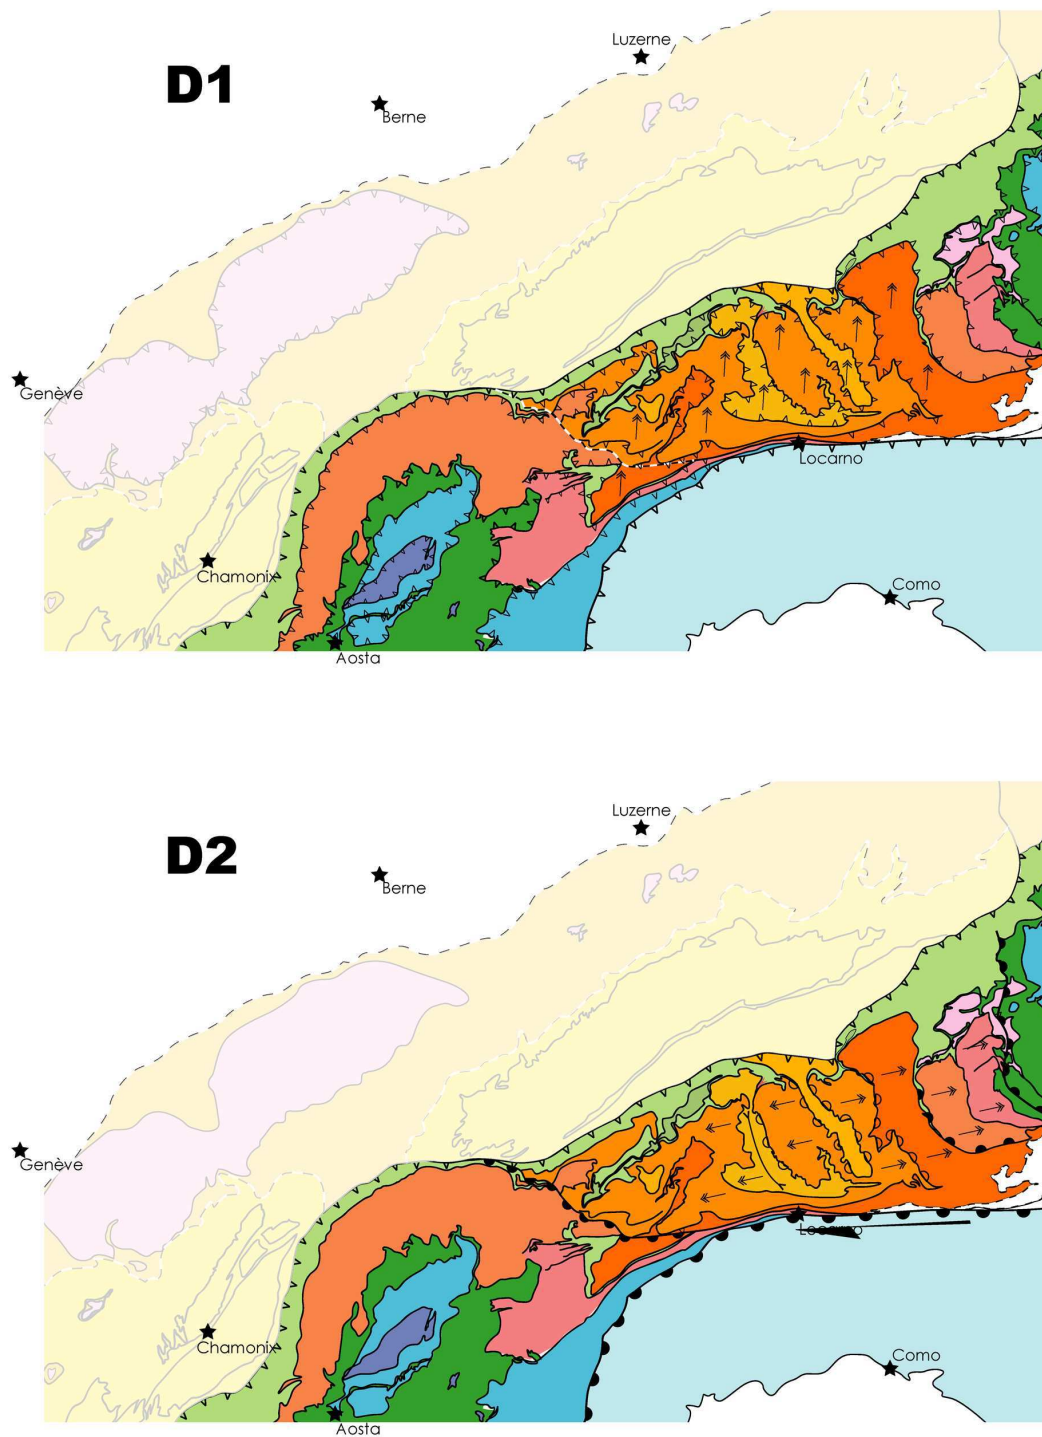 Luzerne
D1
Berne
Genève
Locarno
Chamonix
Como
Aosta
Luzerne
D2
Berne
Genève
Locarno
Chamonix
Como
Aosta